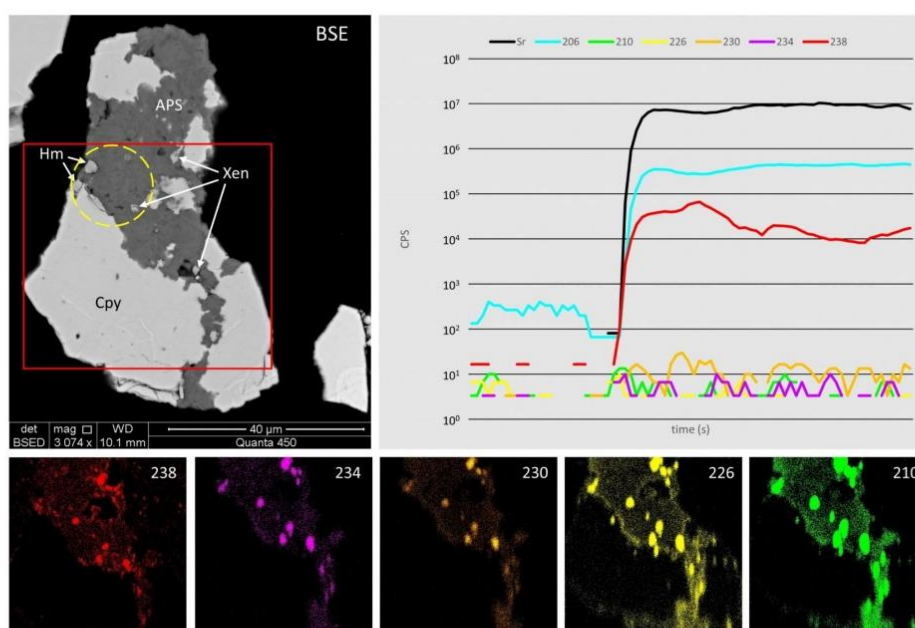 BSE
APS
Hm
Xen
Cpy
det mag □ WD
BSED 3 074 x 10.1 mm
40 µm
Quanta 450
Sr 206 210 226 230 234 238
10⁸
10⁷
10⁶
10⁵
10⁴
10³
10²
10¹
10⁰
CPS
time (s)
238
234
230
226
210